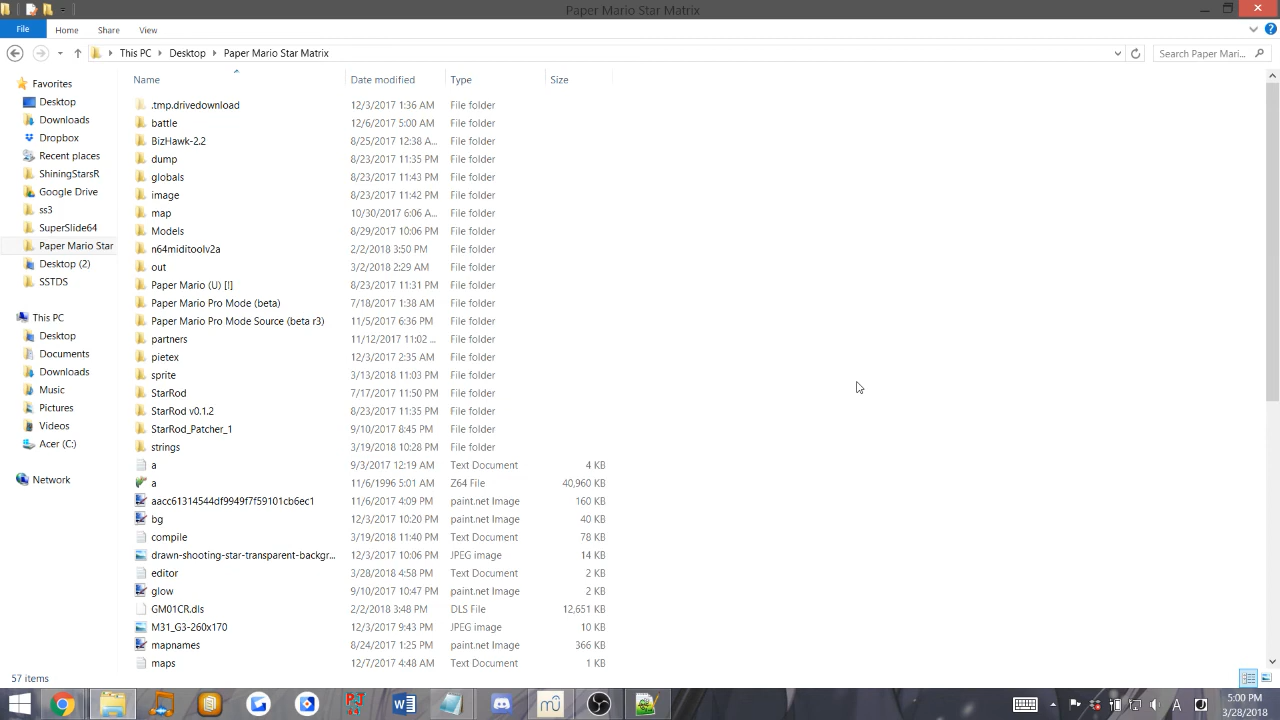 Paper Mario Star Matrix
File Home Share View
This PC Desktop Paper Mario Star Matrix Search Paper Mari...
Name Date modified Type Size
Favorites
Desktop
Downloads
Dropbox
Recent places
ShiningStarsR
Google Drive
ss3
SuperSlide64
Paper Mario Star
Desktop (2)
SSTDS
This PC
Desktop
Documents
Downloads
Music
Pictures
Videos
Acer (C:)
Network
.tmp.drivedownload 12/3/2017 1:36 AM File folder
battle 12/6/2017 5:00 AM File folder
BizHawk-2.2 8/25/2017 12:38 A... File folder
dump 8/23/2017 11:35 PM File folder
globals 8/23/2017 11:43 PM File folder
image 8/23/2017 11:42 PM File folder
map 10/30/2017 6:06 A... File folder
Models 8/29/2017 10:06 PM File folder
n64miditoolv2a 2/2/2018 3:50 PM File folder
out 3/2/2018 2:29 AM File folder
Paper Mario (U) [!] 8/23/2017 11:31 PM File folder
Paper Mario Pro Mode (beta) 7/18/2017 1:38 AM File folder
Paper Mario Pro Mode Source (beta r3) 11/5/2017 6:36 PM File folder
partners 11/12/2017 11:02 ... File folder
pietex 12/3/2017 2:35 AM File folder
sprite 3/13/2018 11:03 PM File folder
StarRod 7/17/2017 11:50 PM File folder
StarRod v0.1.2 8/23/2017 11:35 PM File folder
StarRod_Patcher_1 9/10/2017 8:45 PM File folder
strings 3/19/2018 10:28 PM File folder
a 9/3/2017 12:19 AM Text Document 4 KB
a 11/6/1996 5:01 AM Z64 File 40,960 KB
aacc61314544df9949f7f59101cb6ec1 11/6/2017 4:09 PM paint.net Image 160 KB
bg 12/3/2017 10:20 PM paint.net Image 40 KB
compile 3/19/2018 11:40 PM Text Document 78 KB
drawn-shooting-star-transparent-backgr... 12/3/2017 10:06 PM JPEG image 14 KB
editor 3/28/2018 4:58 PM Text Document 2 KB
glow 9/10/2017 10:47 PM paint.net Image 2 KB
GM01CR.dls 2/2/2018 3:48 PM DLS File 12,651 KB
M31_G3-260x170 12/3/2017 9:43 PM JPEG image 10 KB
mapnames 8/24/2017 1:25 PM paint.net Image 366 KB
maps 12/7/2017 4:48 AM Text Document 1 KB
57 items
5:00 PM
3/28/2018